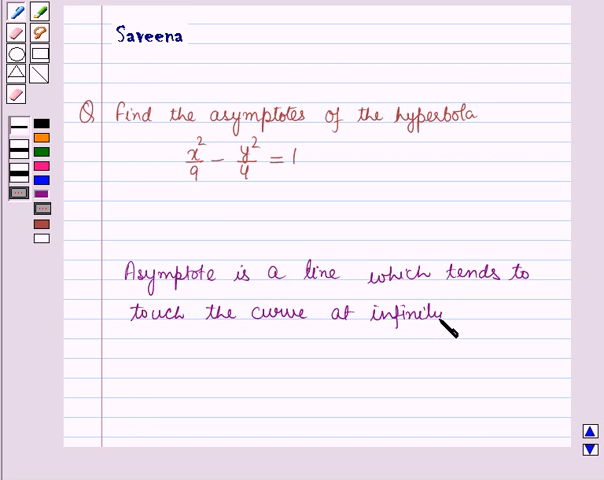 Saveena
Q Find the asymptotes of the hyperbola
x²/9 - y²/4 = 1
Asymptote is a line which tends to
touch the curve at infinity